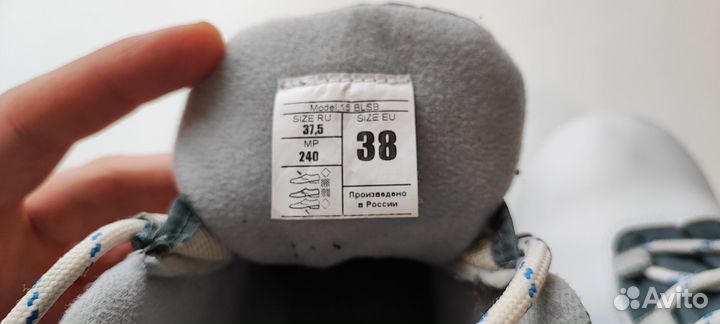 Model:15 BLSB
SIZE RU
37,5
MP
240
SIZE EU
38
Произведено
в России
Avito